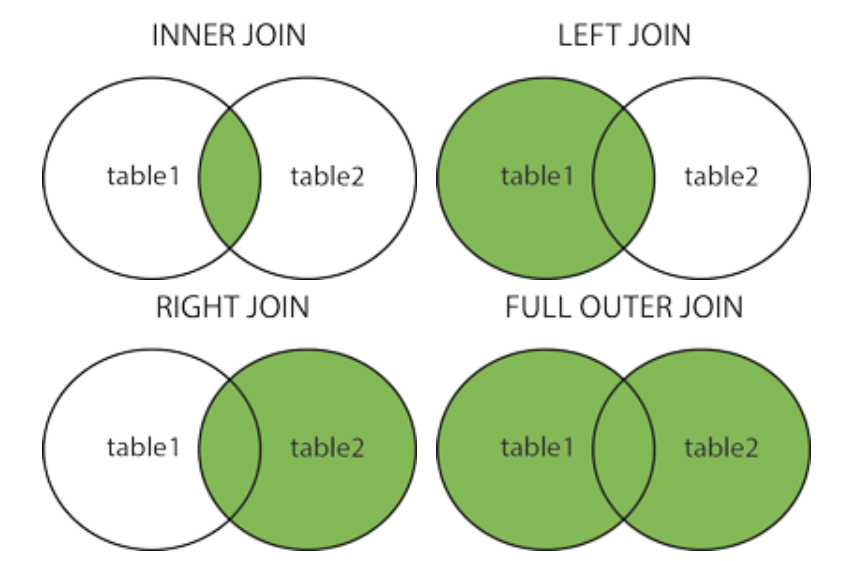 INNER JOIN
LEFT JOIN
table1
table2
table1
table2
RIGHT JOIN
FULL OUTER JOIN
table1
table2
table1
table2